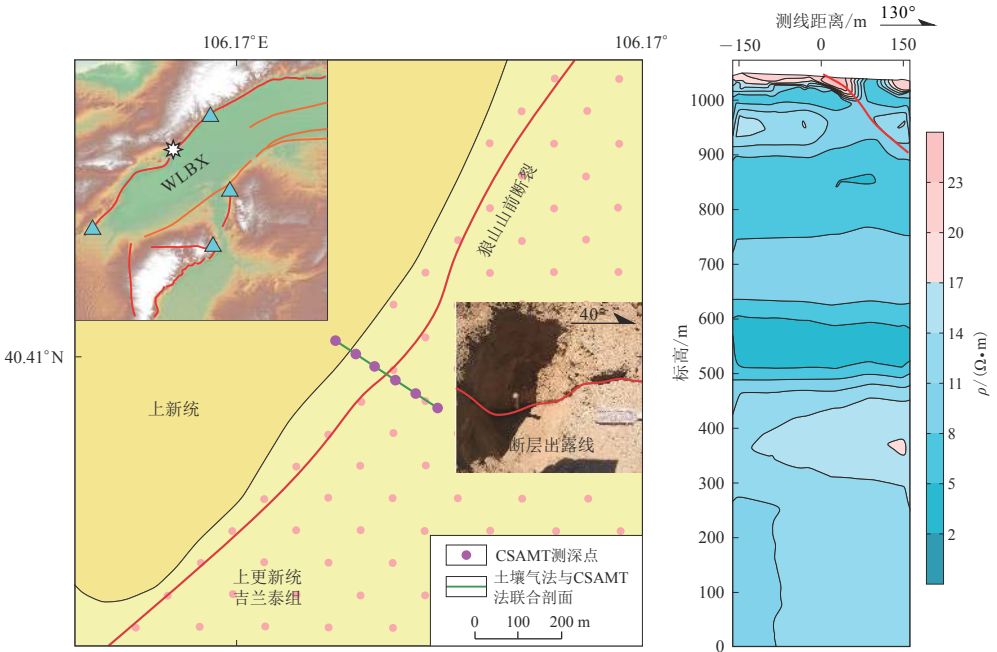 106.17°E
106.17°
40.41°N
WLBX
狼山山前断裂
40°
断层出露线
上新统
上更新统
吉兰泰组
CSAMT测深点
土壤气法与CSAMT
法联合剖面
0 100 200 m
测线距离/m
130°
−150 0 150
标高/m
1000
900
800
700
600
500
400
300
200
100
0
23
20
17
14
11
8
5
2
ρ/(Ω•m)